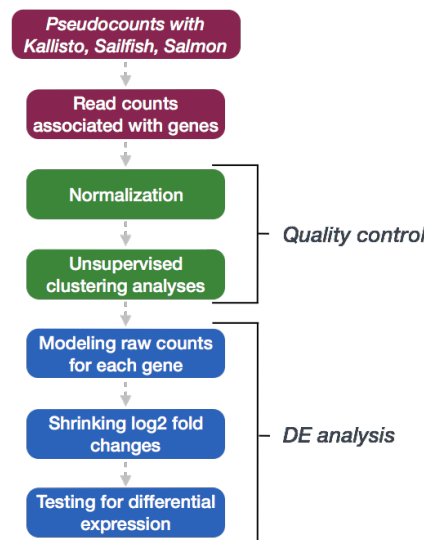 Pseudocounts with
Kallisto, Sailfish, Salmon
Read counts
associated with genes
Normalization
Quality control
Unsupervised
clustering analyses
Modeling raw counts
for each gene
Shrinking log2 fold
changes
DE analysis
Testing for differential
expression